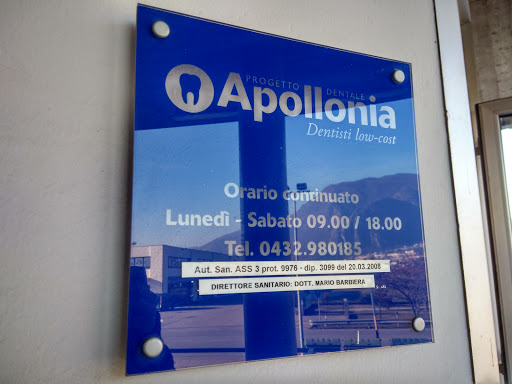 PROGETTO DENTALE
Apollonia
Dentisti low-cost
Orario continuato
Lunedì - Sabato 09.00 / 18.00
Tel. 0432.980185
Aut. San. ASS 3 prot. 9976 - dip. 3099 del 20.03.2008
DIRETTORE SANITARIO: DOTT. MARIO BARBIERA